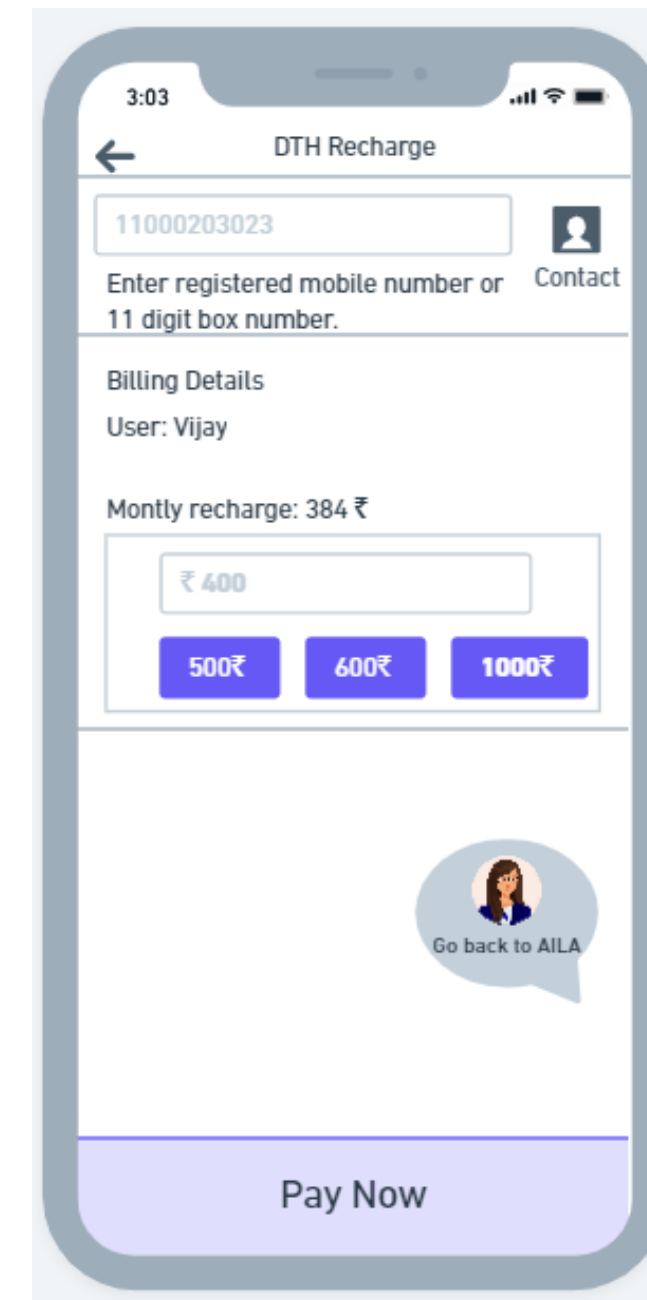 3:03
DTH Recharge
11000203023
Contact
Enter registered mobile number or
11 digit box number.
Billing Details
User: Vijay
Montly recharge: 384 ₹
₹ 400
500₹ 600₹ 1000₹
Go back to AILA
Pay Now